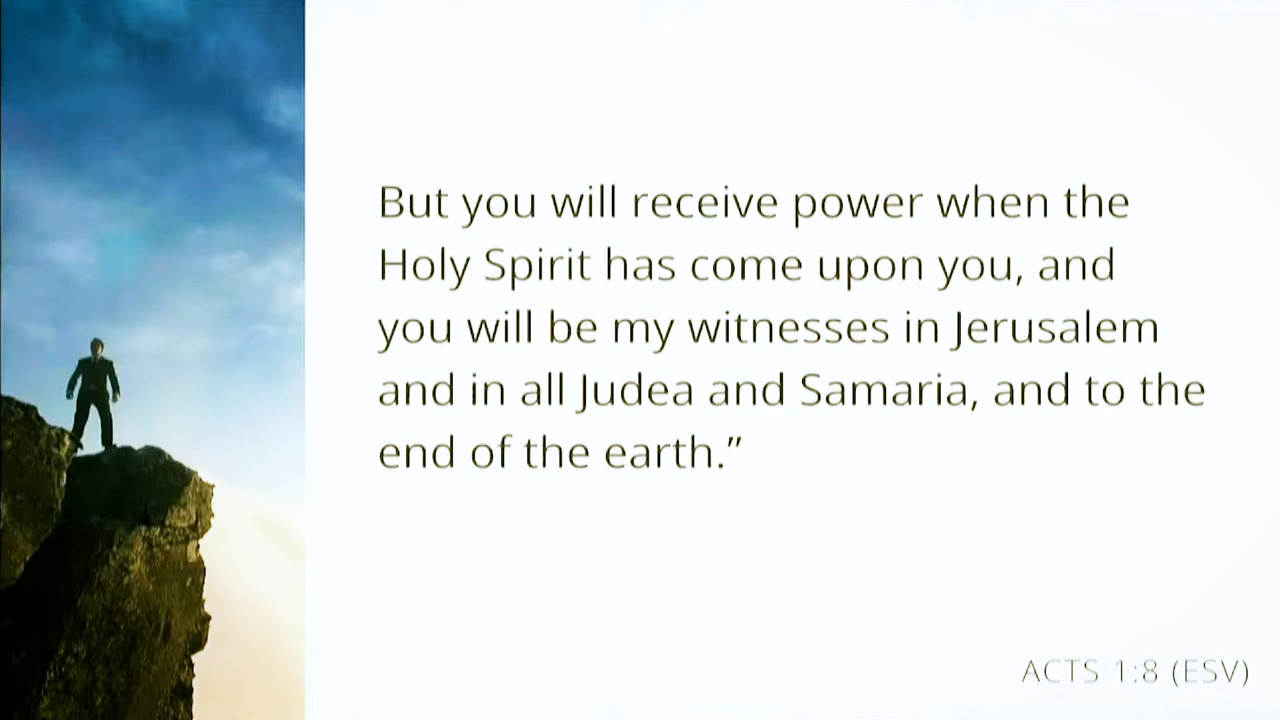 But you will receive power when the
Holy Spirit has come upon you, and
you will be my witnesses in Jerusalem
and in all Judea and Samaria, and to the
end of the earth.”
ACTS 1:8 (ESV)